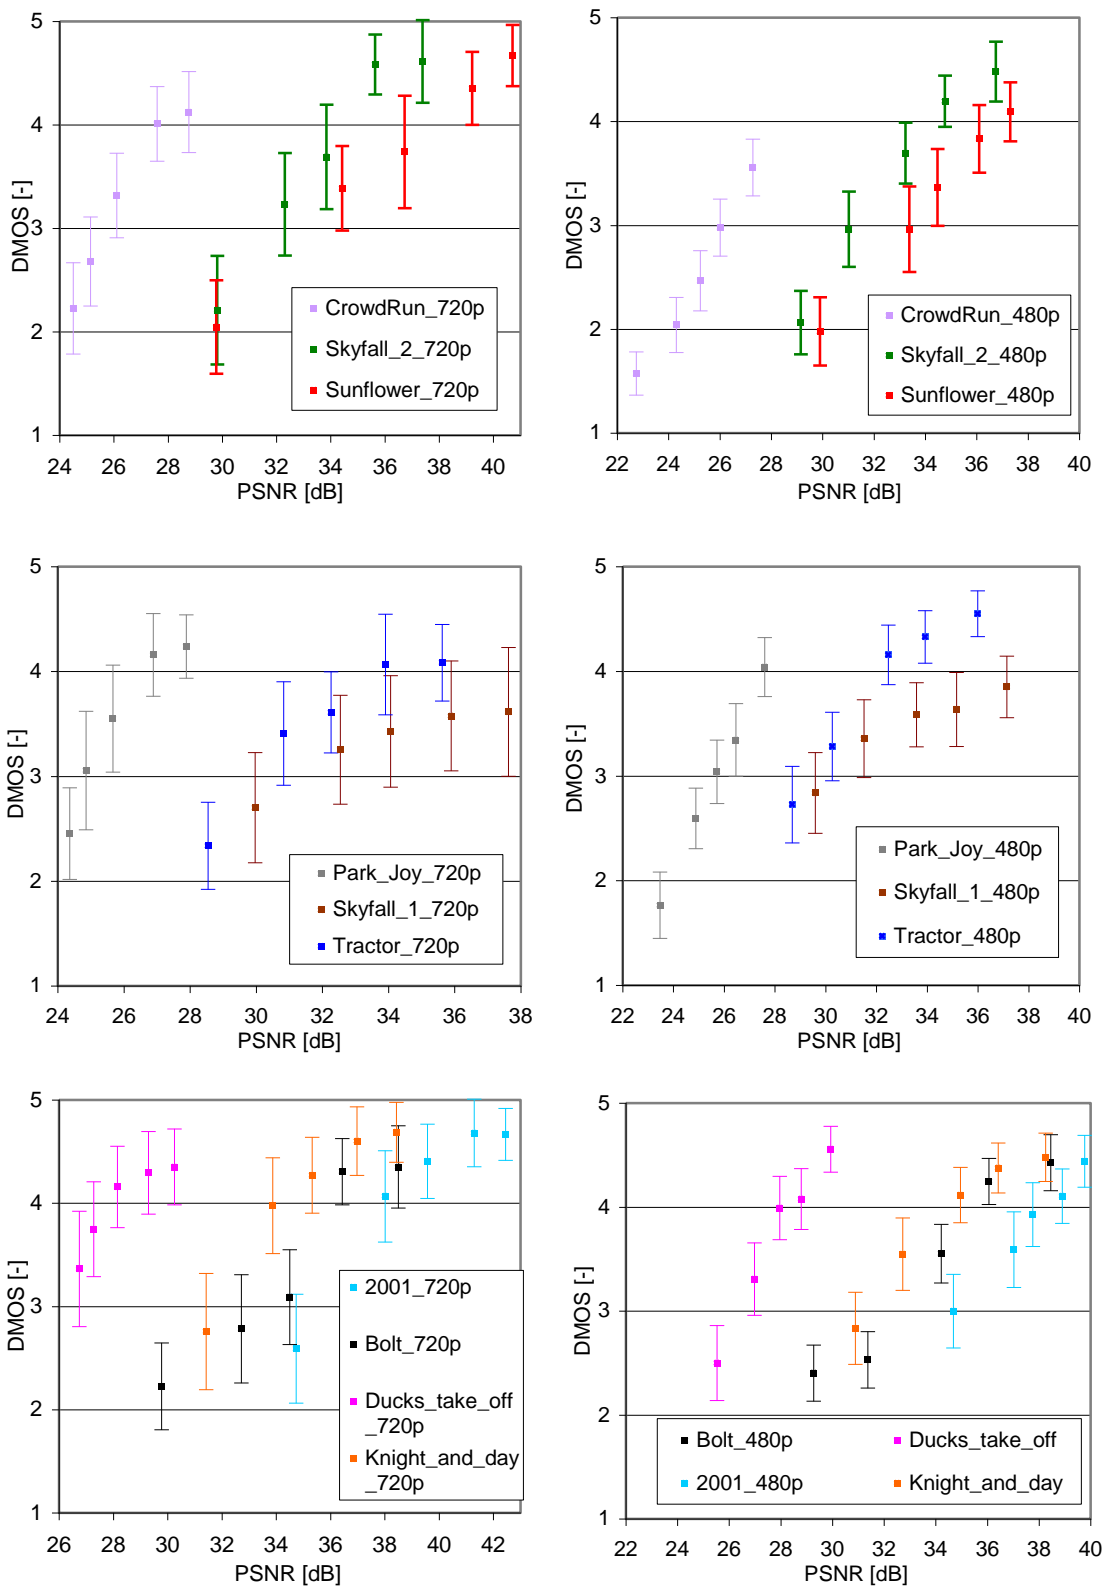 5
4
3
2
1
DMOS [-]
CrowdRun_720p
Skyfall_2_720p
Sunflower_720p
24 26 28 30 32 34 36 38 40
PSNR [dB]
5
4
3
2
1
DMOS [-]
CrowdRun_480p
Skyfall_2_480p
Sunflower_480p
22 24 26 28 30 32 34 36 38 40
PSNR [dB]
5
4
3
2
1
DMOS [-]
Park_Joy_720p
Skyfall_1_720p
Tractor_720p
24 26 28 30 32 34 36 38
PSNR [dB]
5
4
3
2
1
DMOS [-]
Park_Joy_480p
Skyfall_1_480p
Tractor_480p
22 24 26 28 30 32 34 36 38 40
PSNR [dB]
5
4
3
2
1
DMOS [-]
2001_720p
Bolt_720p
Ducks_take_off
_720p
Knight_and_day
_720p
26 28 30 32 34 36 38 40 42
PSNR [dB]
5
4
3
2
1
DMOS [-]
Bolt_480p Ducks_take_off
2001_480p Knight_and_day
22 24 26 28 30 32 34 36 38 40
PSNR [dB]